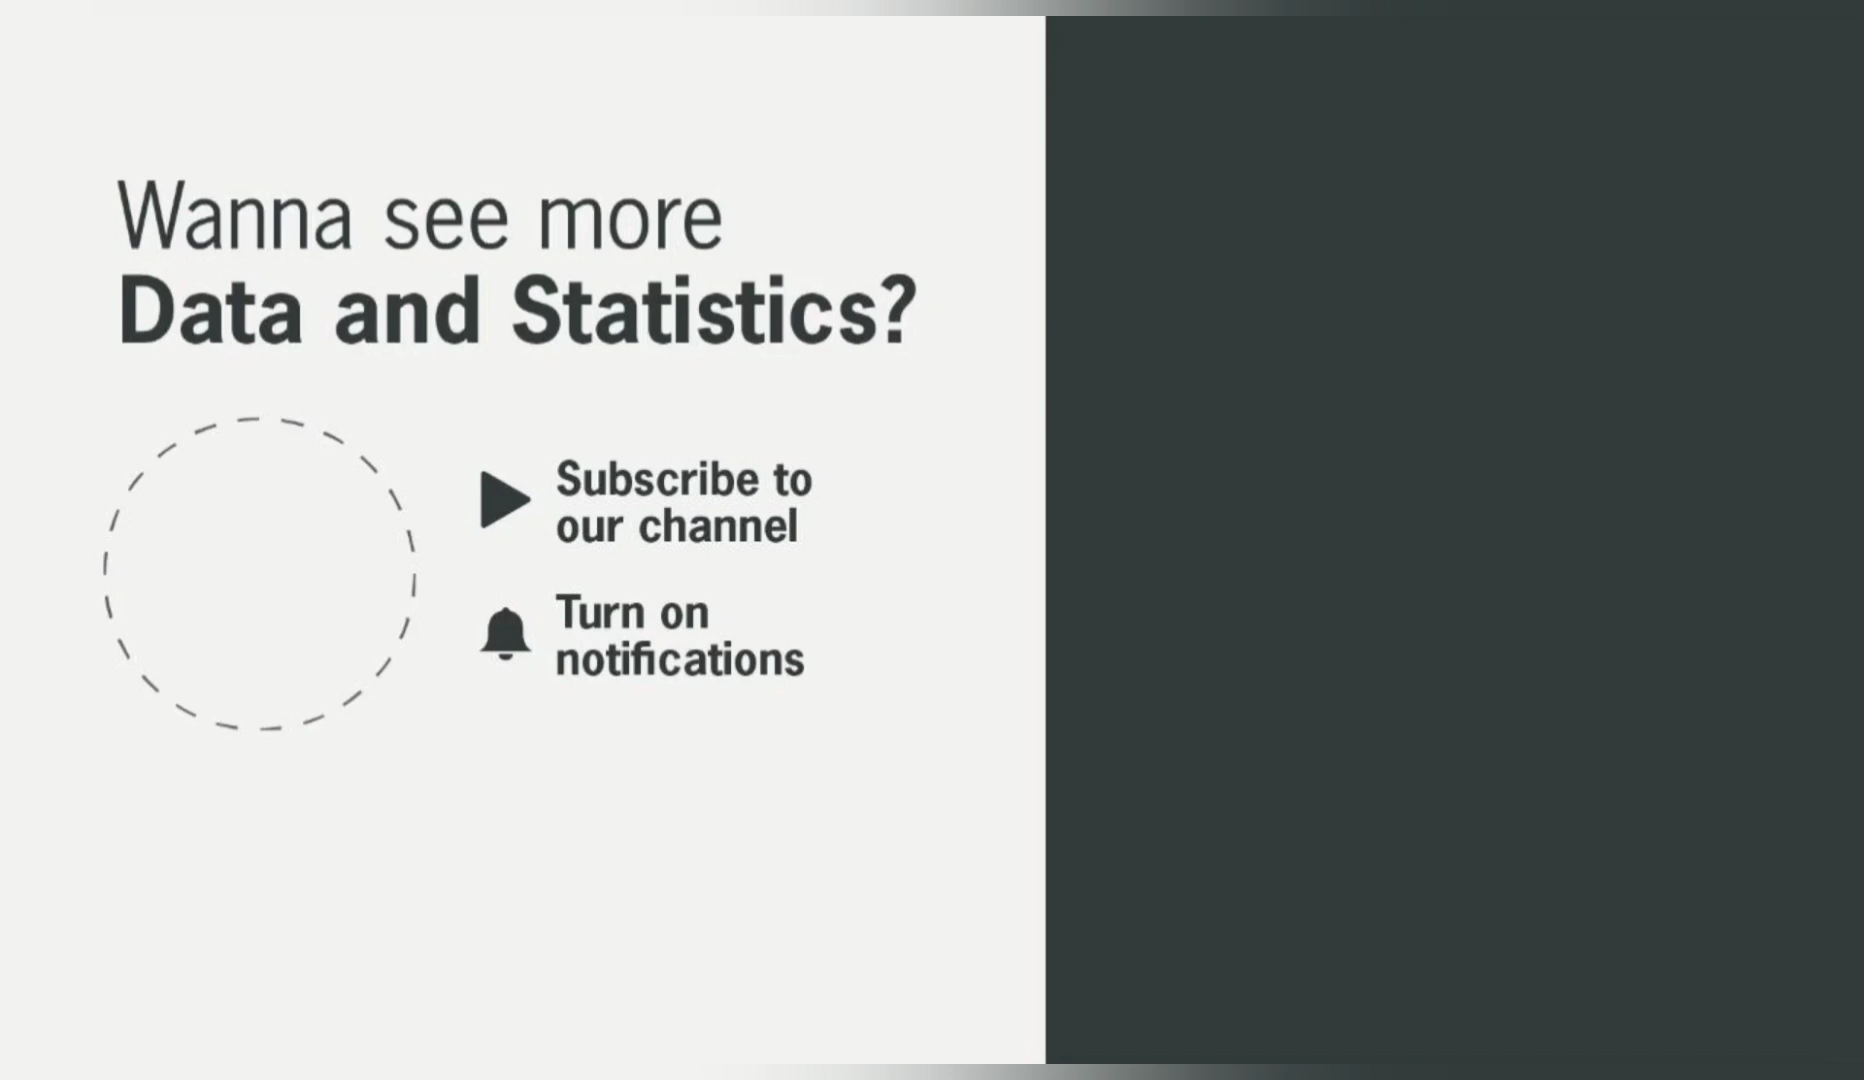 Wanna see more
Data and Statistics?
Subscribe to
our channel
Turn on
notifications